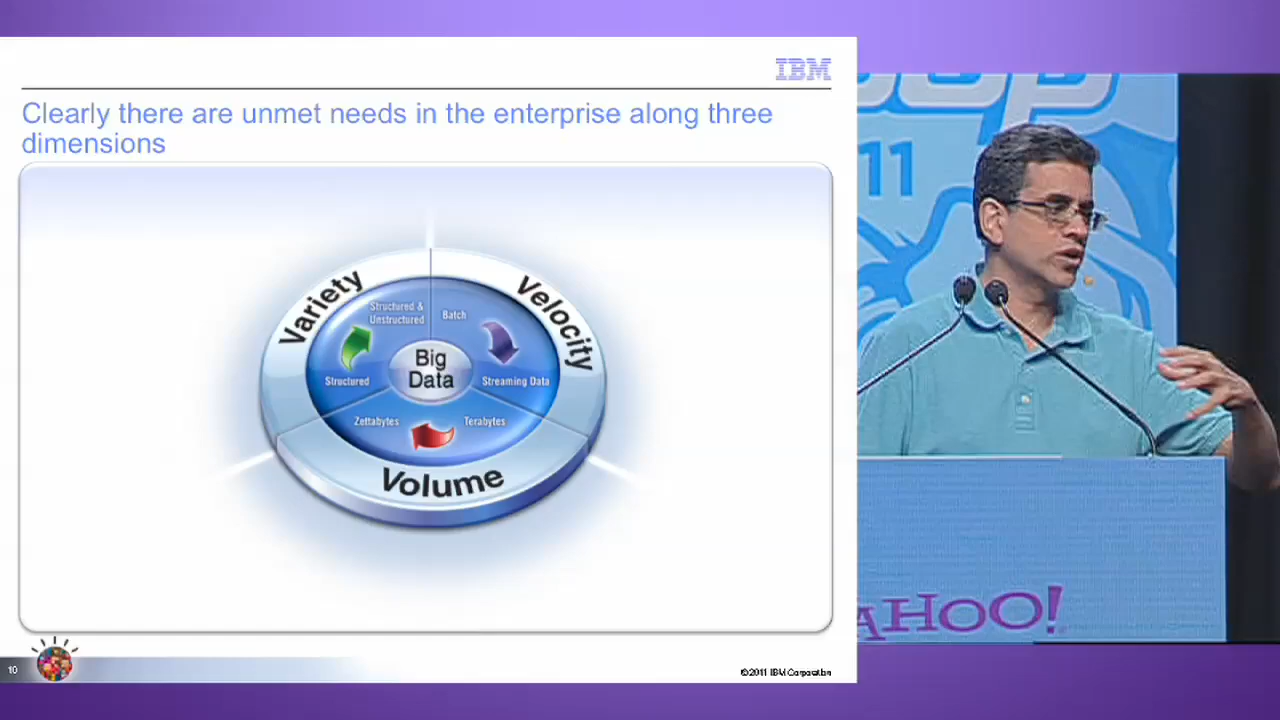 IBM
Clearly there are unmet needs in the enterprise along three
dimensions
Variety
Velocity
Structured &
Unstructured
Batch
Structured
Big
Data
Streaming Data
Zettabytes
Terabytes
Volume
10
©2011 IBM Corporation
11
AHOO!